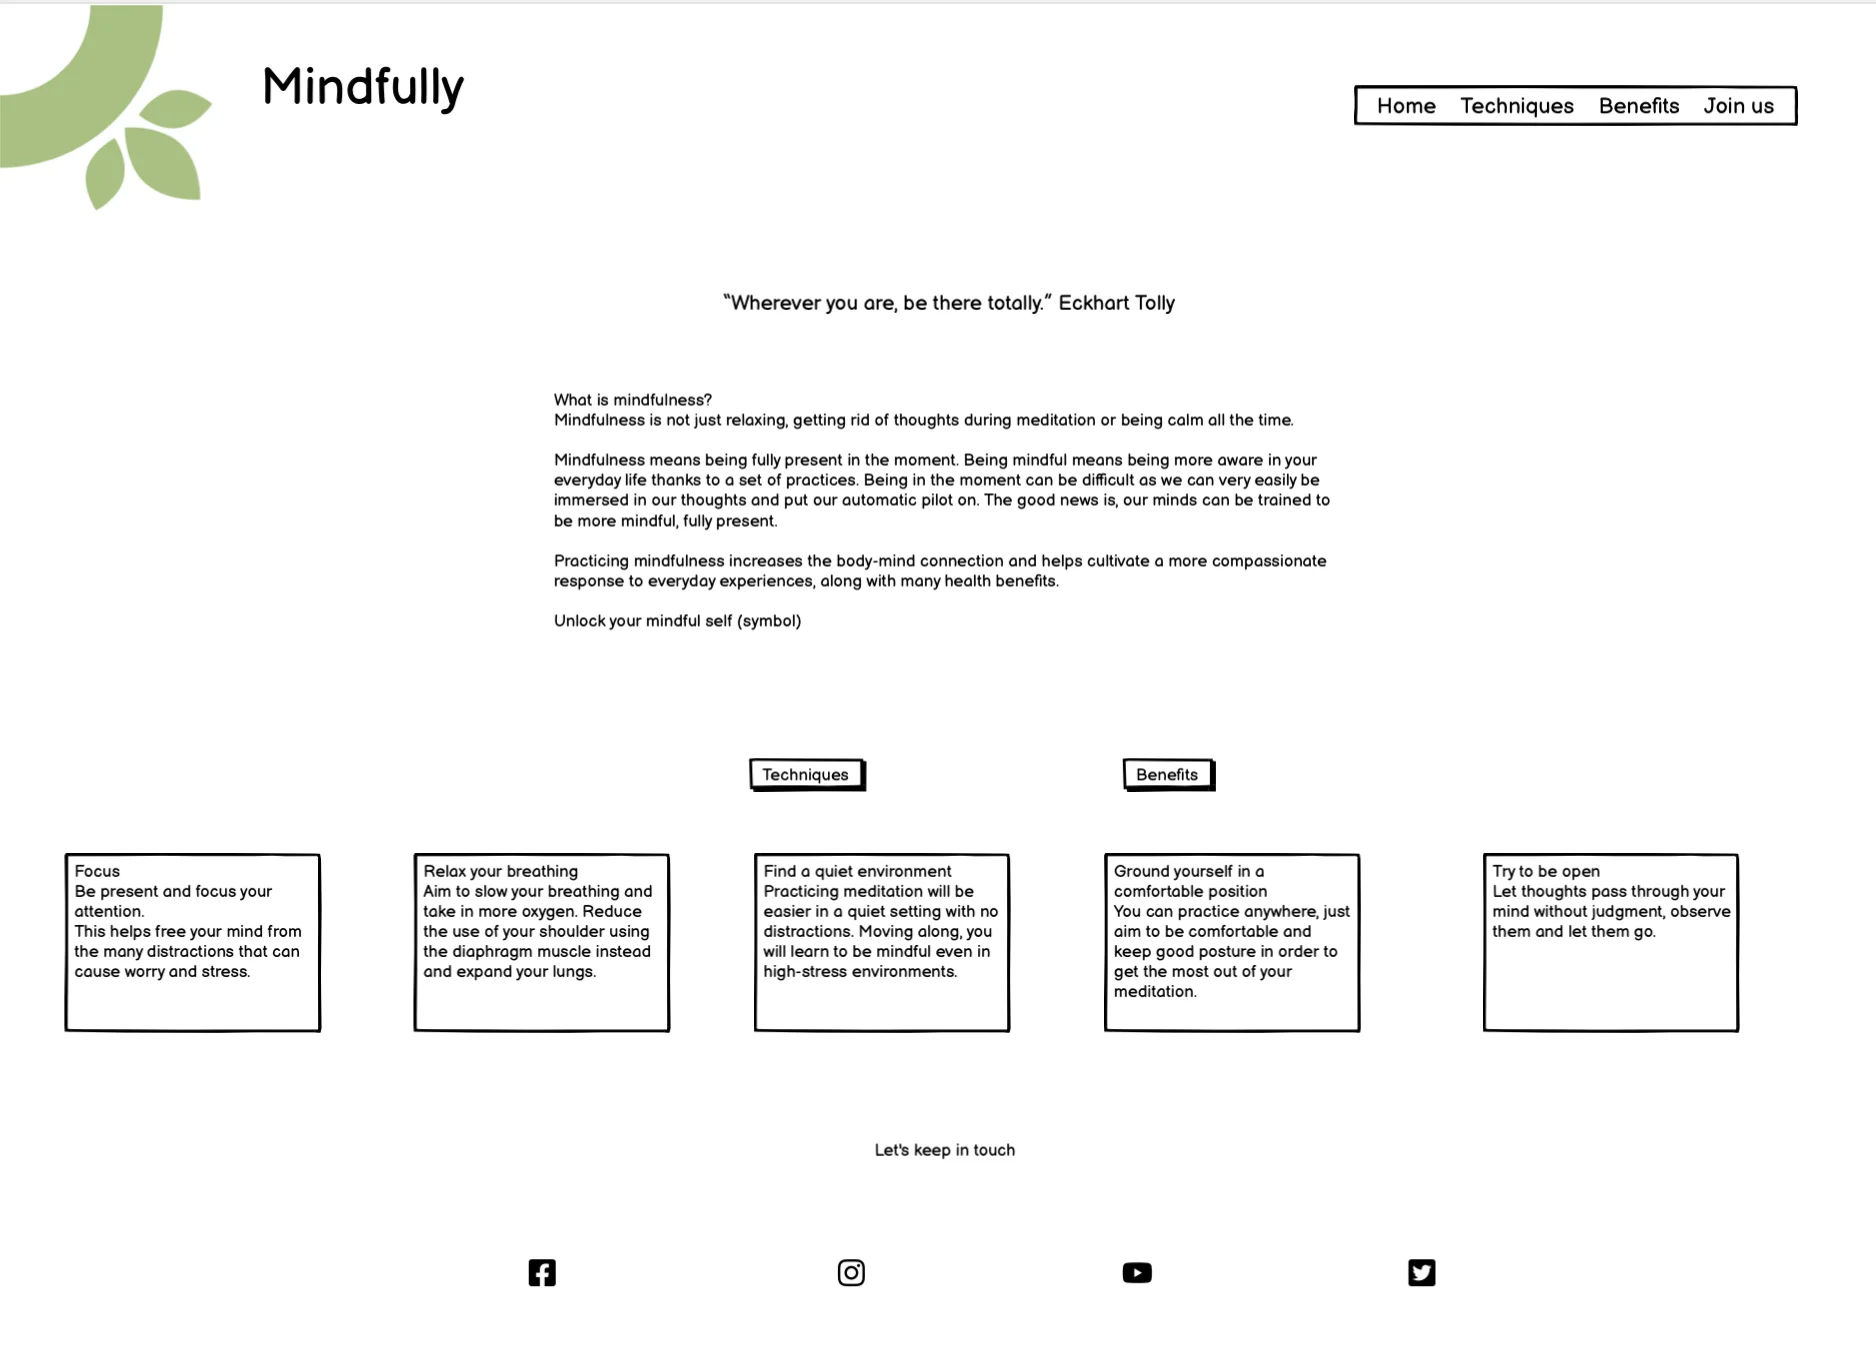 Mindfully
Home Techniques Benefits Join us
"Wherever you are, be there totally." Eckhart Tolly
What is mindfulness?
Mindfulness is not just relaxing, getting rid of thoughts during meditation or being calm all the time.
Mindfulness means being fully present in the moment. Being mindful means being more aware in your
everyday life thanks to a set of practices. Being in the moment can be difficult as we can very easily be
immersed in our thoughts and put our automatic pilot on. The good news is, our minds can be trained to
be more mindful, fully present.
Practicing mindfulness increases the body-mind connection and helps cultivate a more compassionate
response to everyday experiences, along with many health benefits.
Unlock your mindful self (symbol)
Techniques
Benefits
Focus
Be present and focus your
attention.
This helps free your mind from
the many distractions that can
cause worry and stress.
Relax your breathing
Aim to slow your breathing and
take in more oxygen. Reduce
the use of your shoulder using
the diaphragm muscle instead
and expand your lungs.
Find a quiet environment
Practicing meditation will be
easier in a quiet setting with no
distractions. Moving along, you
will learn to be mindful even in
high-stress environments.
Ground yourself in a
comfortable position
You can practice anywhere, just
aim to be comfortable and
keep good posture in order to
get the most out of your
meditation.
Try to be open
Let thoughts pass through your
mind without judgment, observe
them and let them go.
Let's keep in touch